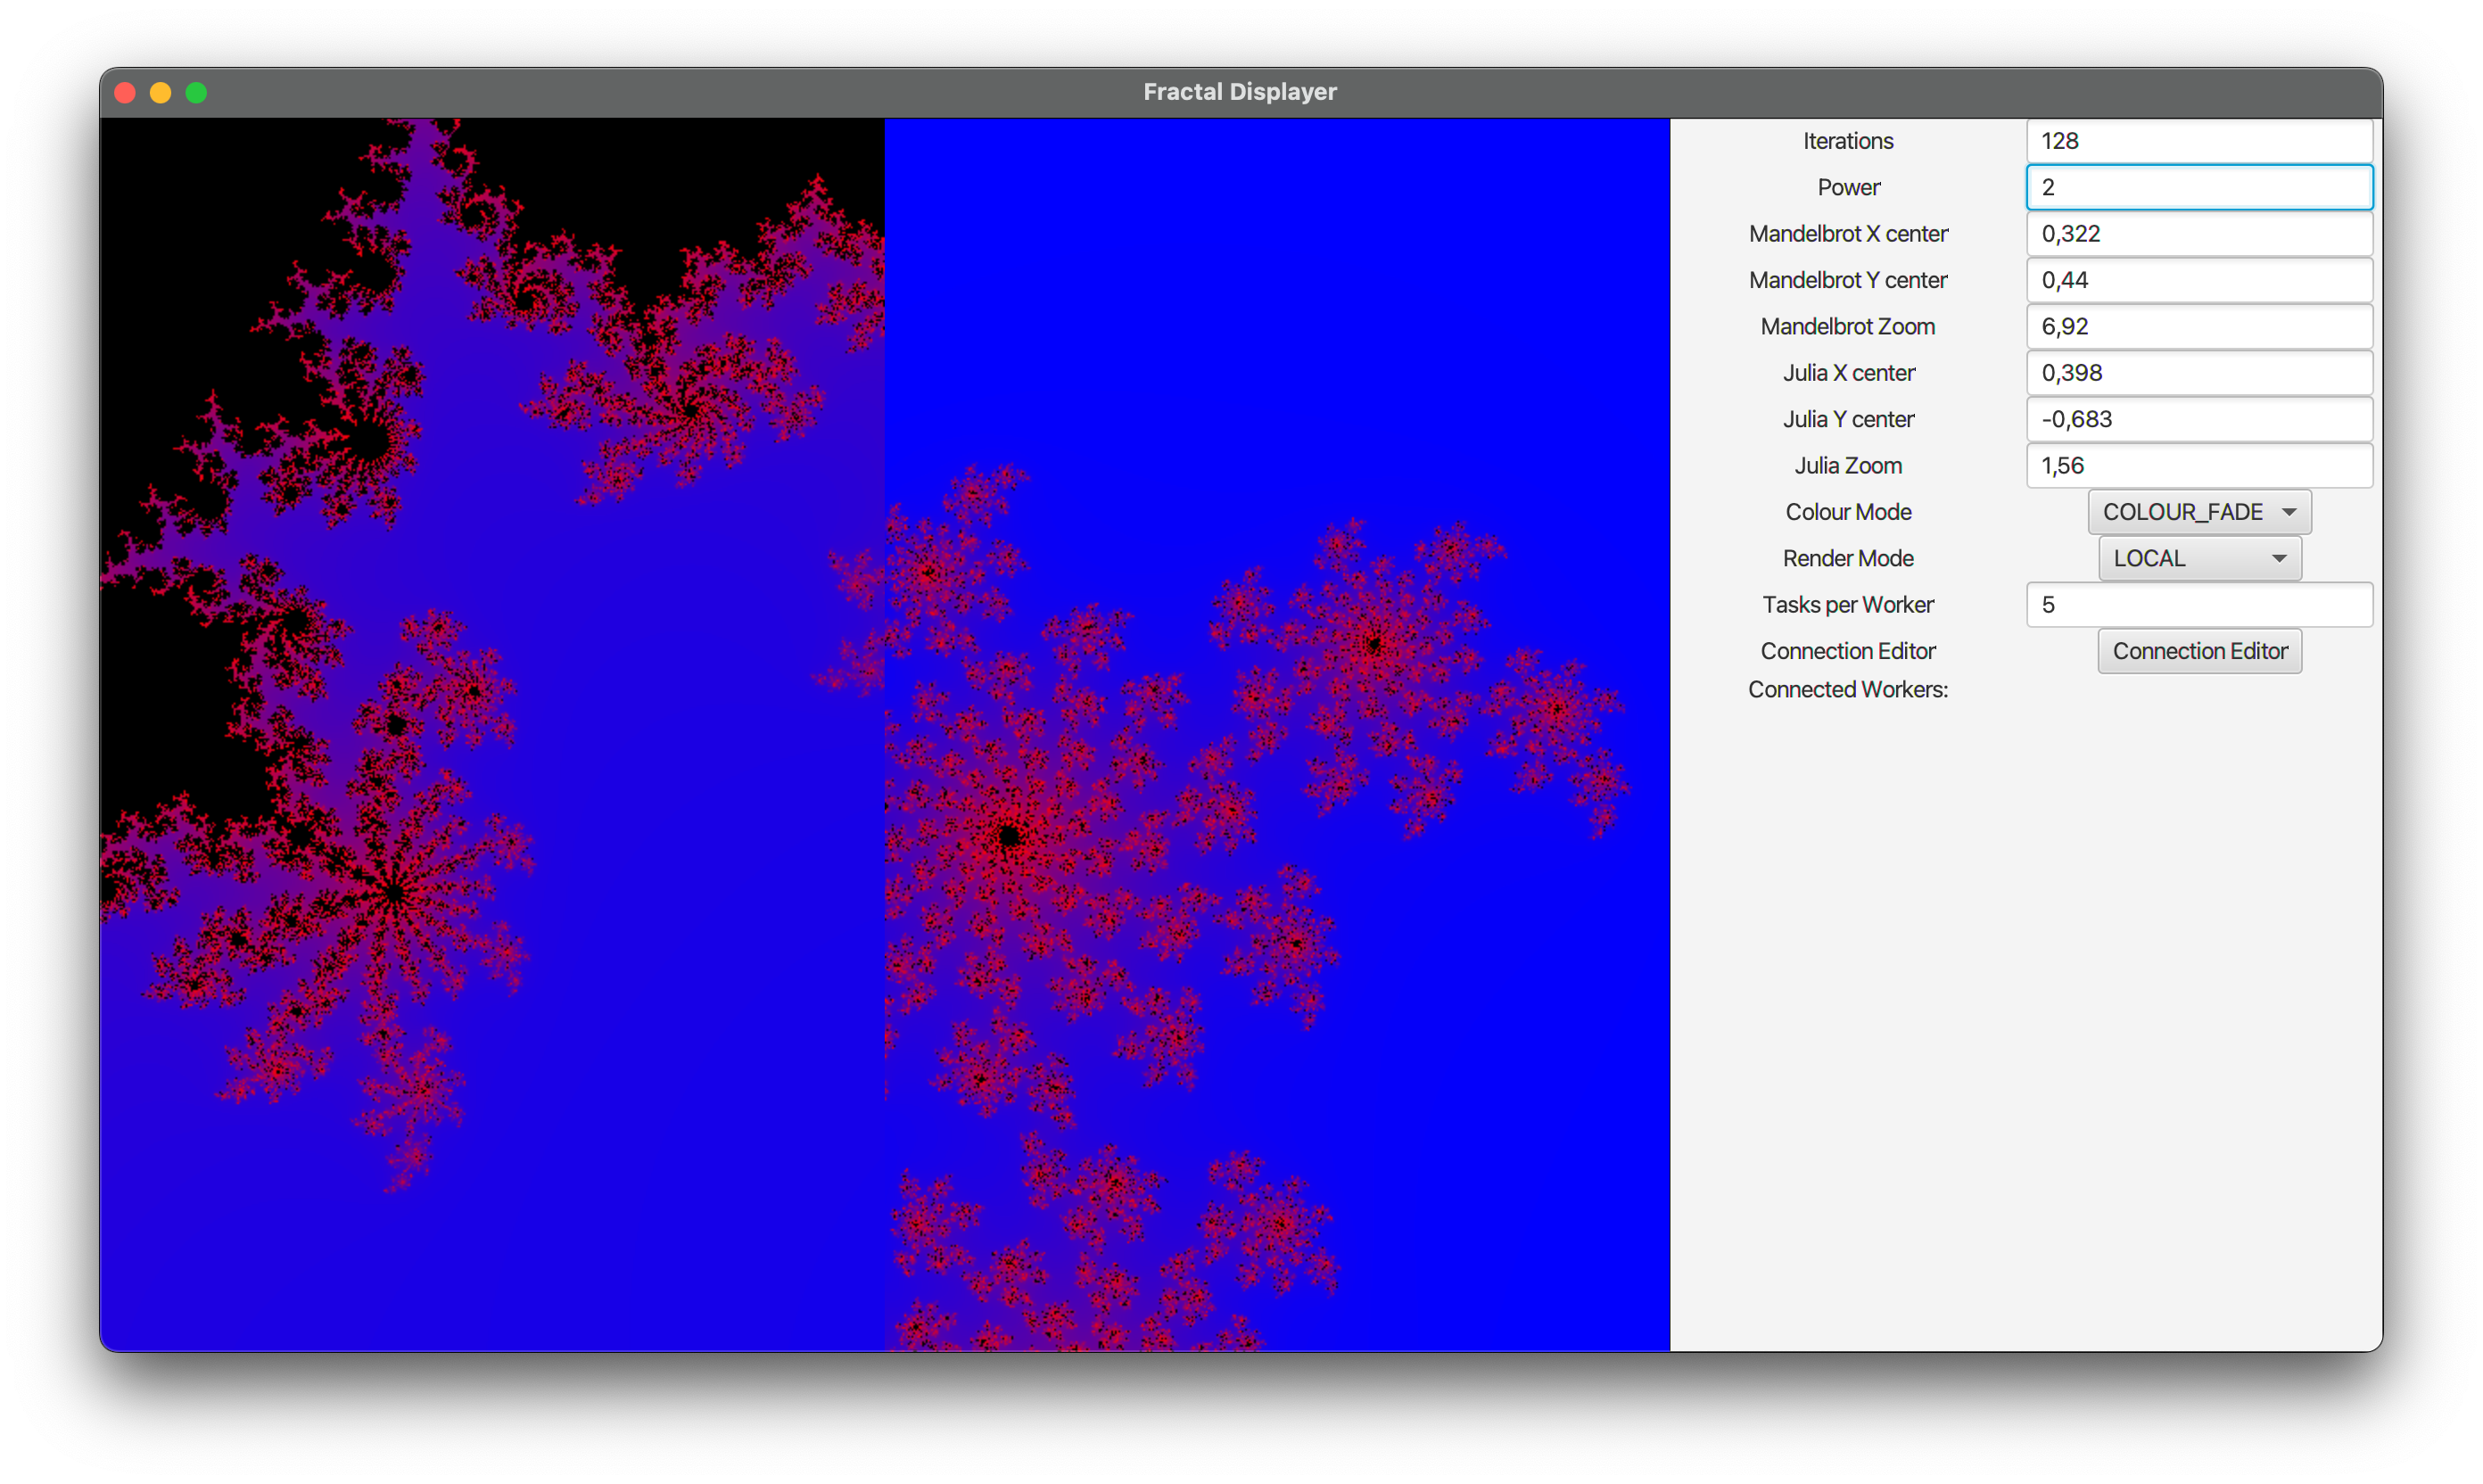 Fractal Displayer
Iterations 128
Power 2
Mandelbrot X center 0,322
Mandelbrot Y center 0,44
Mandelbrot Zoom 6,92
Julia X center 0,398
Julia Y center -0,683
Julia Zoom 1,56
Colour Mode COLOUR_FADE
Render Mode LOCAL
Tasks per Worker 5
Connection Editor Connection Editor
Connected Workers: